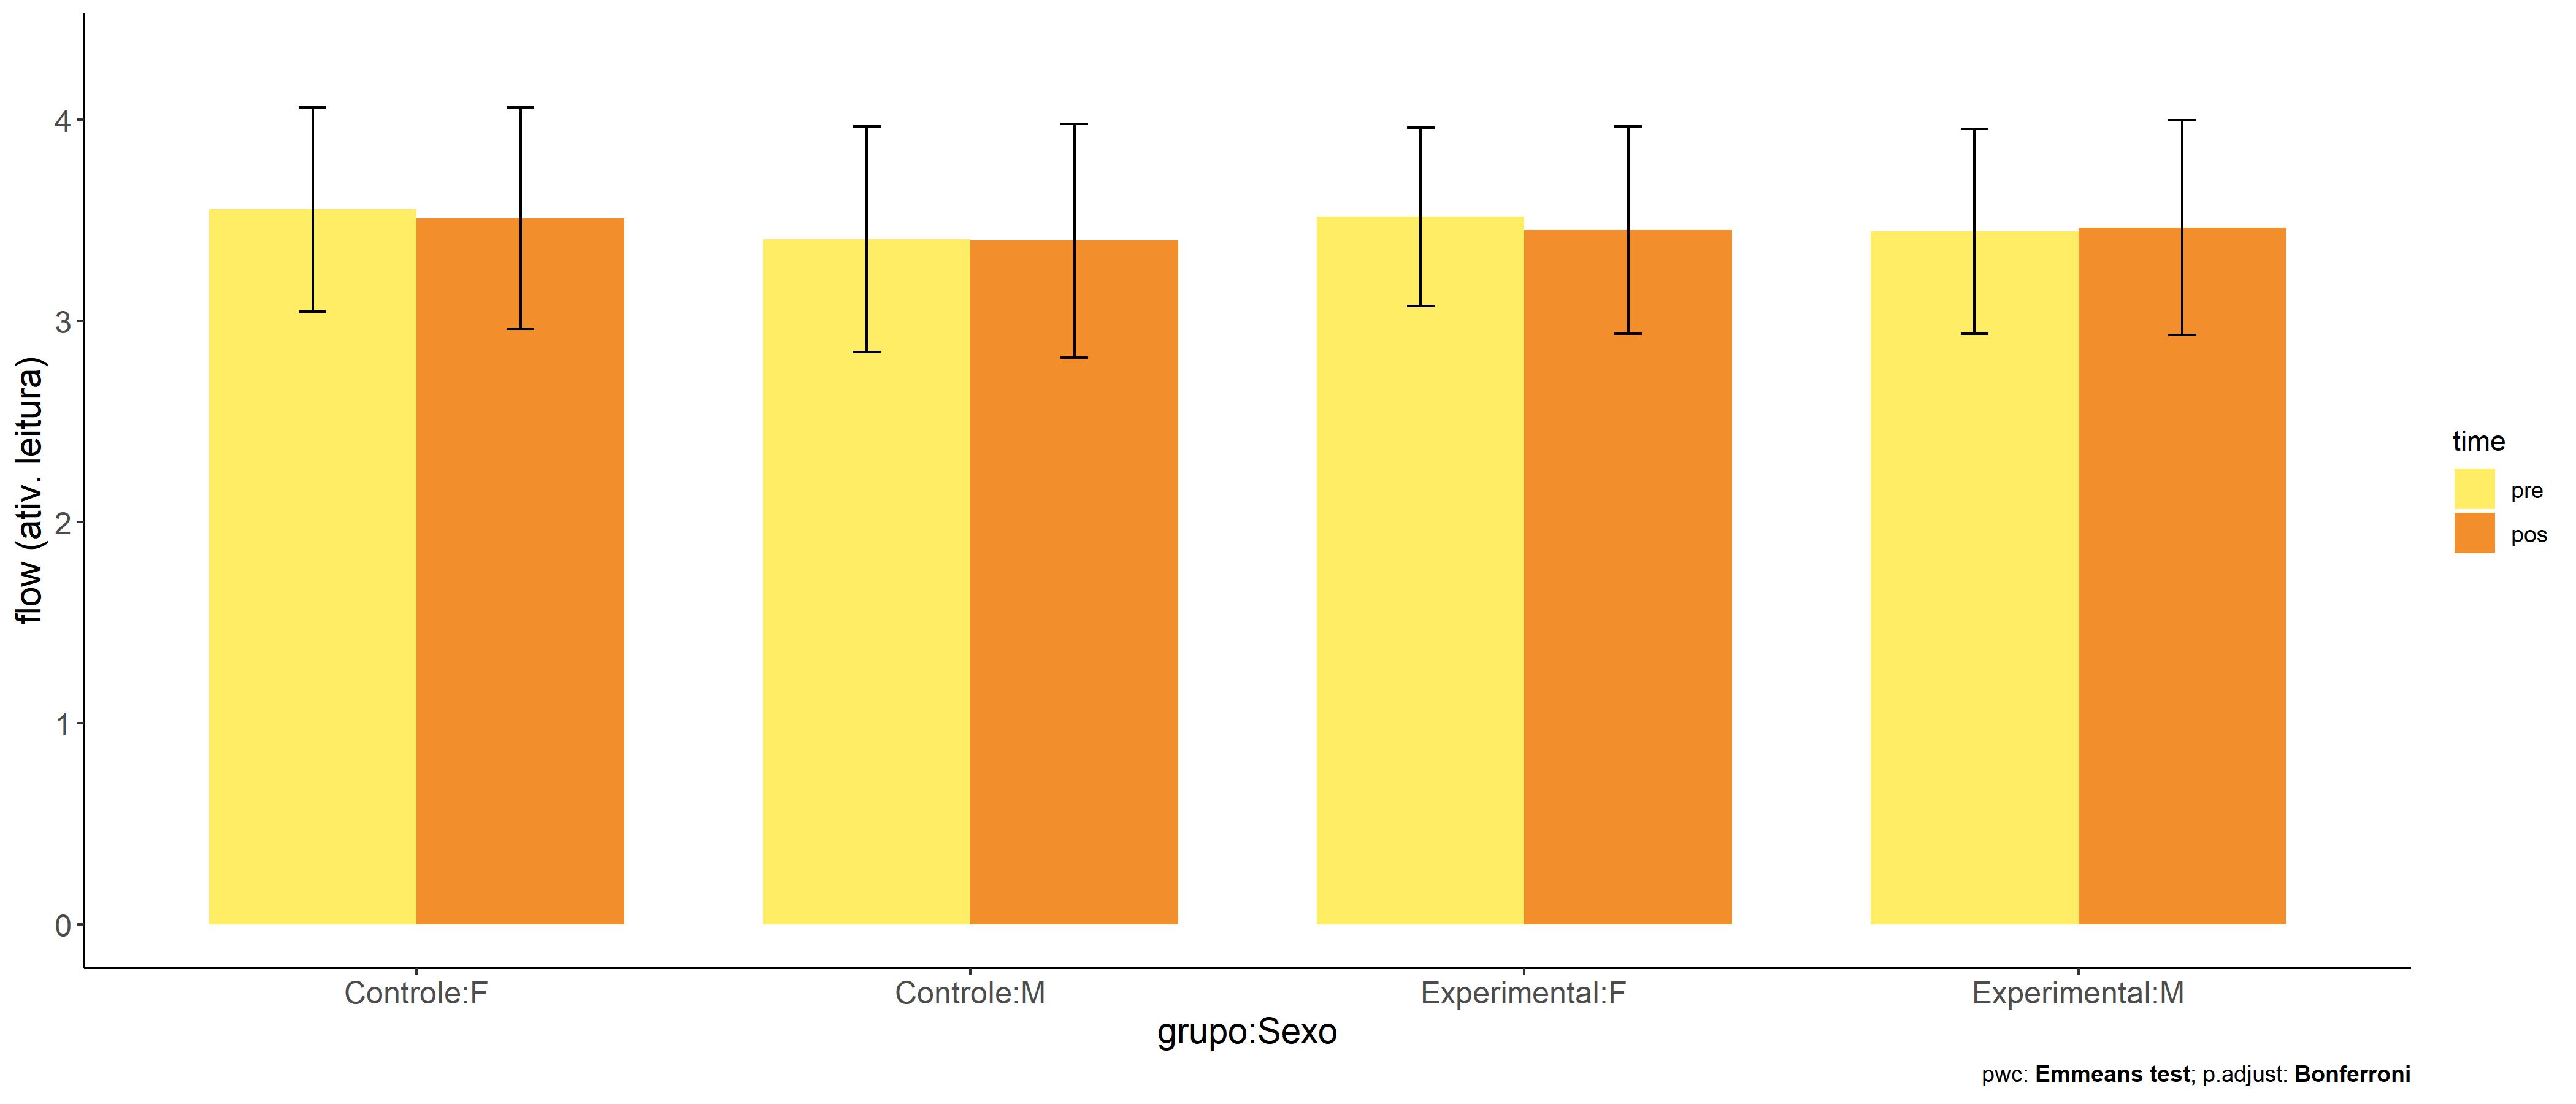 flow (ativ. leitura)
4
3
2
1
0
Controle:F
Controle:M
Experimental:F
Experimental:M
grupo:Sexo
time
pre
pos
pwc: Emmeans test; p.adjust: Bonferroni